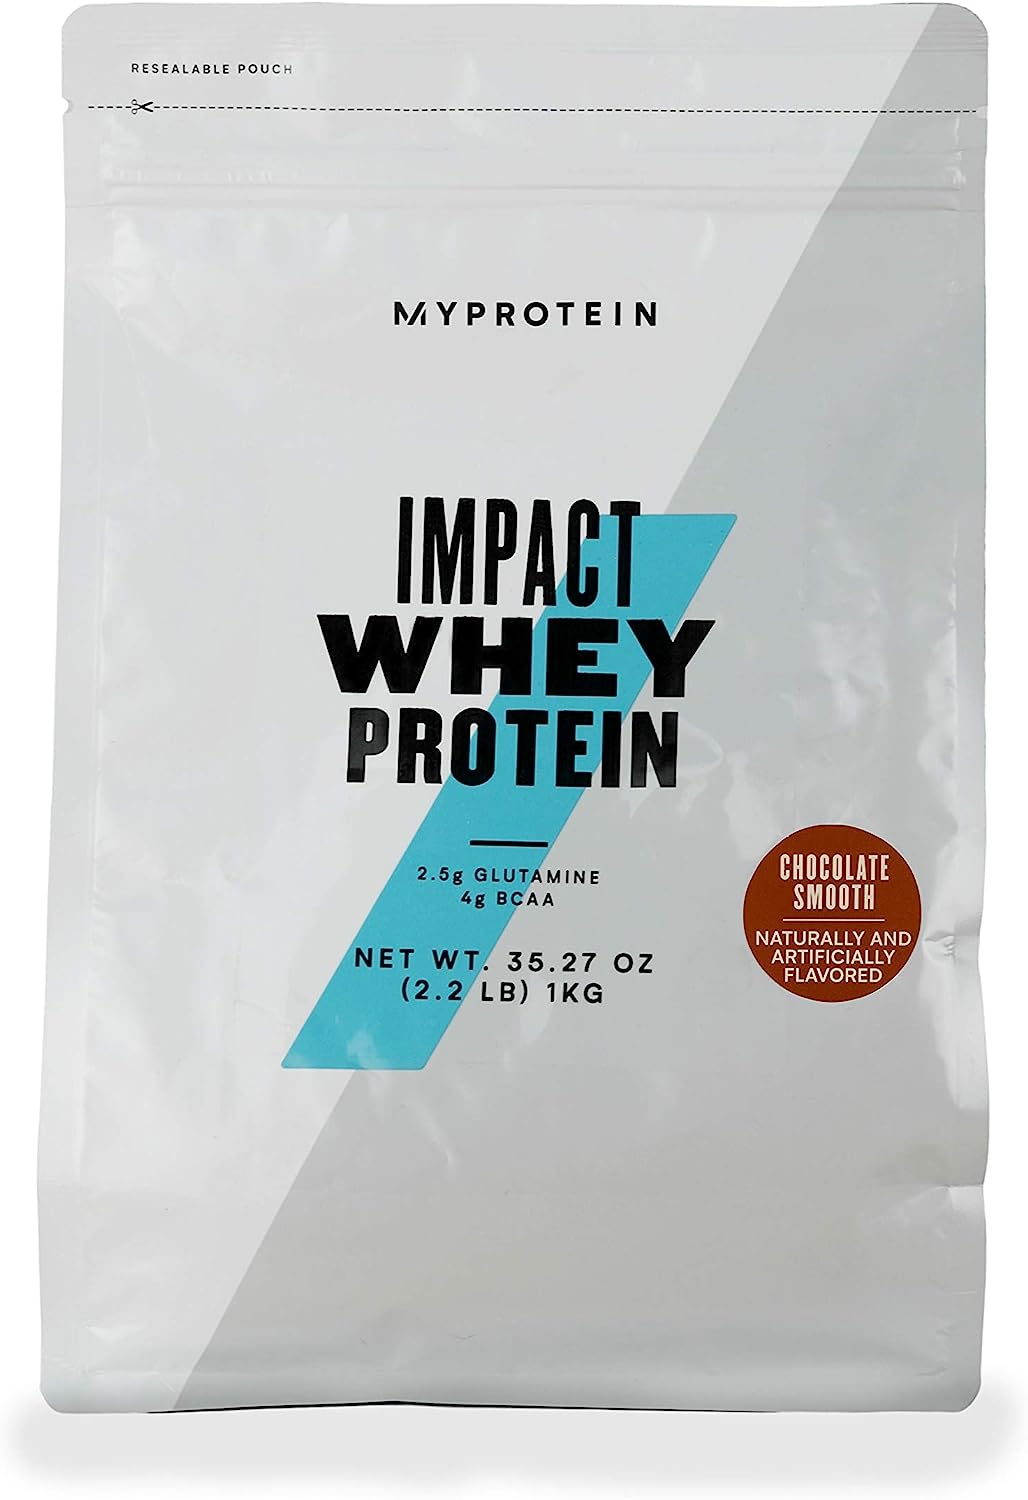 RESEALABLE POUCH
MYPROTEIN
IMPACT
WHEY
PROTEIN
2.5g GLUTAMINE
4g BCAA
NET WT. 35.27 OZ
(2.2 LB) 1KG
CHOCOLATE
SMOOTH
NATURALLY AND
ARTIFICIALLY
FLAVORED